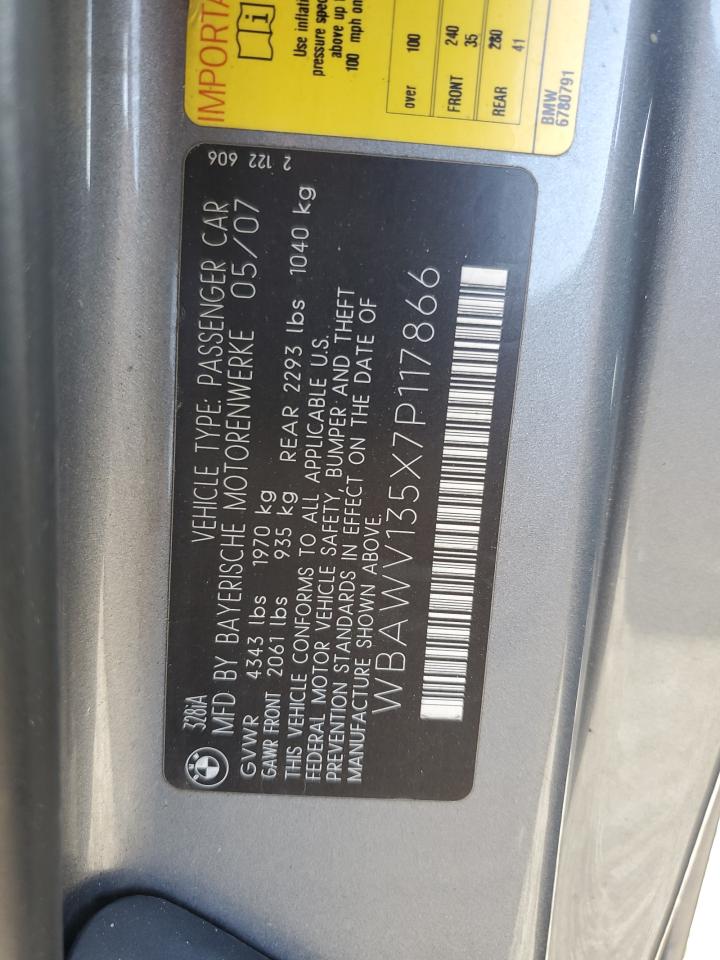 IMPORTA
Use inflati
pressure spec
above up t
100 mph on
over 100
FRONT 240 35
REAR 280 41
BMW
6780791
2 122 606
328iA VEHICLE TYPE: PASSENGER CAR
MFD BY BAYERISCHE MOTORENWERKE 05/07
GVWR 4343 lbs 1970 kg
GAWR FRONT 2061 lbs 935 kg REAR 2293 lbs 1040 kg
THIS VEHICLE CONFORMS TO ALL APPLICABLE U.S.
FEDERAL MOTOR VEHICLE SAFETY, BUMPER AND THEFT
PREVENTION STANDARDS IN EFFECT ON THE DATE OF
MANUFACTURE SHOWN ABOVE.
WBAWV135X7P117866